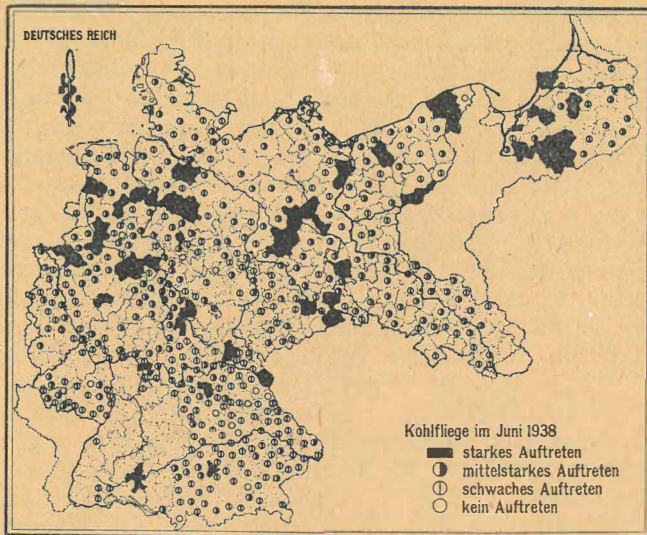 DEUTSCHES REICH
Kohlfliege im Juni 1938
starkes Auftreten
mittelstarkes Auftreten
schwaches Auftreten
kein Auftreten